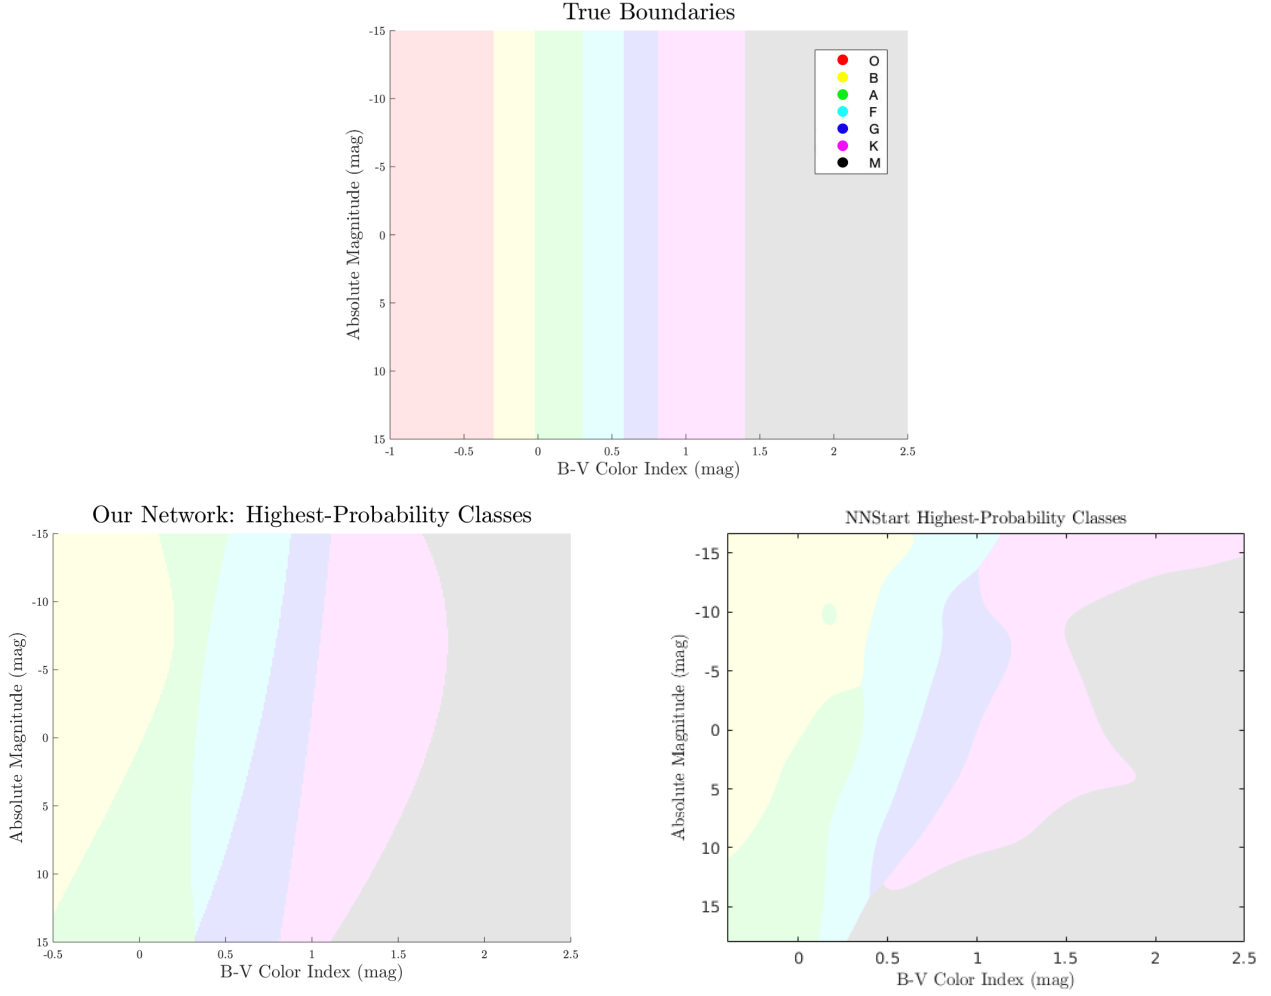 True Boundaries
-15
-10
-5
0
5
10
15
Absolute Magnitude (mag)
-1
-0.5
0
0.5
1
1.5
2
2.5
B-V Color Index (mag)
O
B
A
F
G
K
M
Our Network: Highest-Probability Classes
-15
-10
-5
0
5
10
15
Absolute Magnitude (mag)
-0.5
0
0.5
1
1.5
2
2.5
B-V Color Index (mag)
NNStart Highest-Probability Classes
-15
-10
-5
0
5
10
15
Absolute Magnitude (mag)
0
0.5
1
1.5
2
2.5
B-V Color Index (mag)